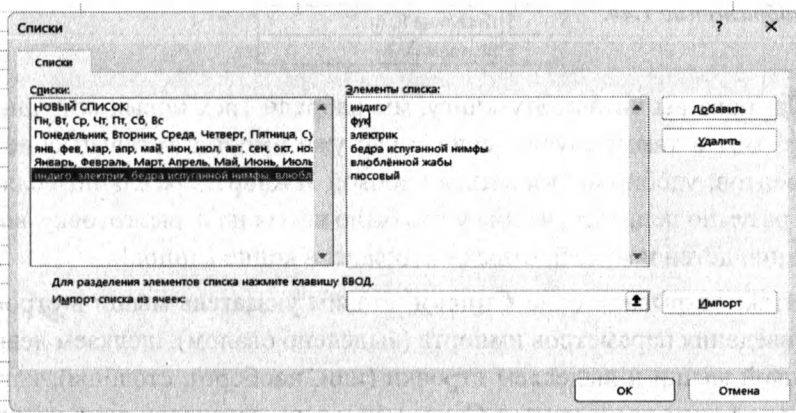 Списки
? ✕
Списки
Списки:
НОВЫЙ СПИСОК
Пн, Вт, Ср, Чт, Пт, Сб, Вс
Понедельник, Вторник, Среда, Четверг, Пятница, Су
янв, фев, мар, апр, май, июн, июл, авг, сен, окт, ноя
Январь, Февраль, Март, Апрель, Май, Июнь, Июль
индиго, электрик, бедра испуганной нимфы, влюбл
Элементы списка:
индиго
фук
электрик
бедра испуганной нимфы
влюблённой жабы
пюсовый
Добавить
Удалить
Для разделения элементов списка нажмите клавишу ВВОД.
Импорт списка из ячеек:
Импорт
ОК
Отмена